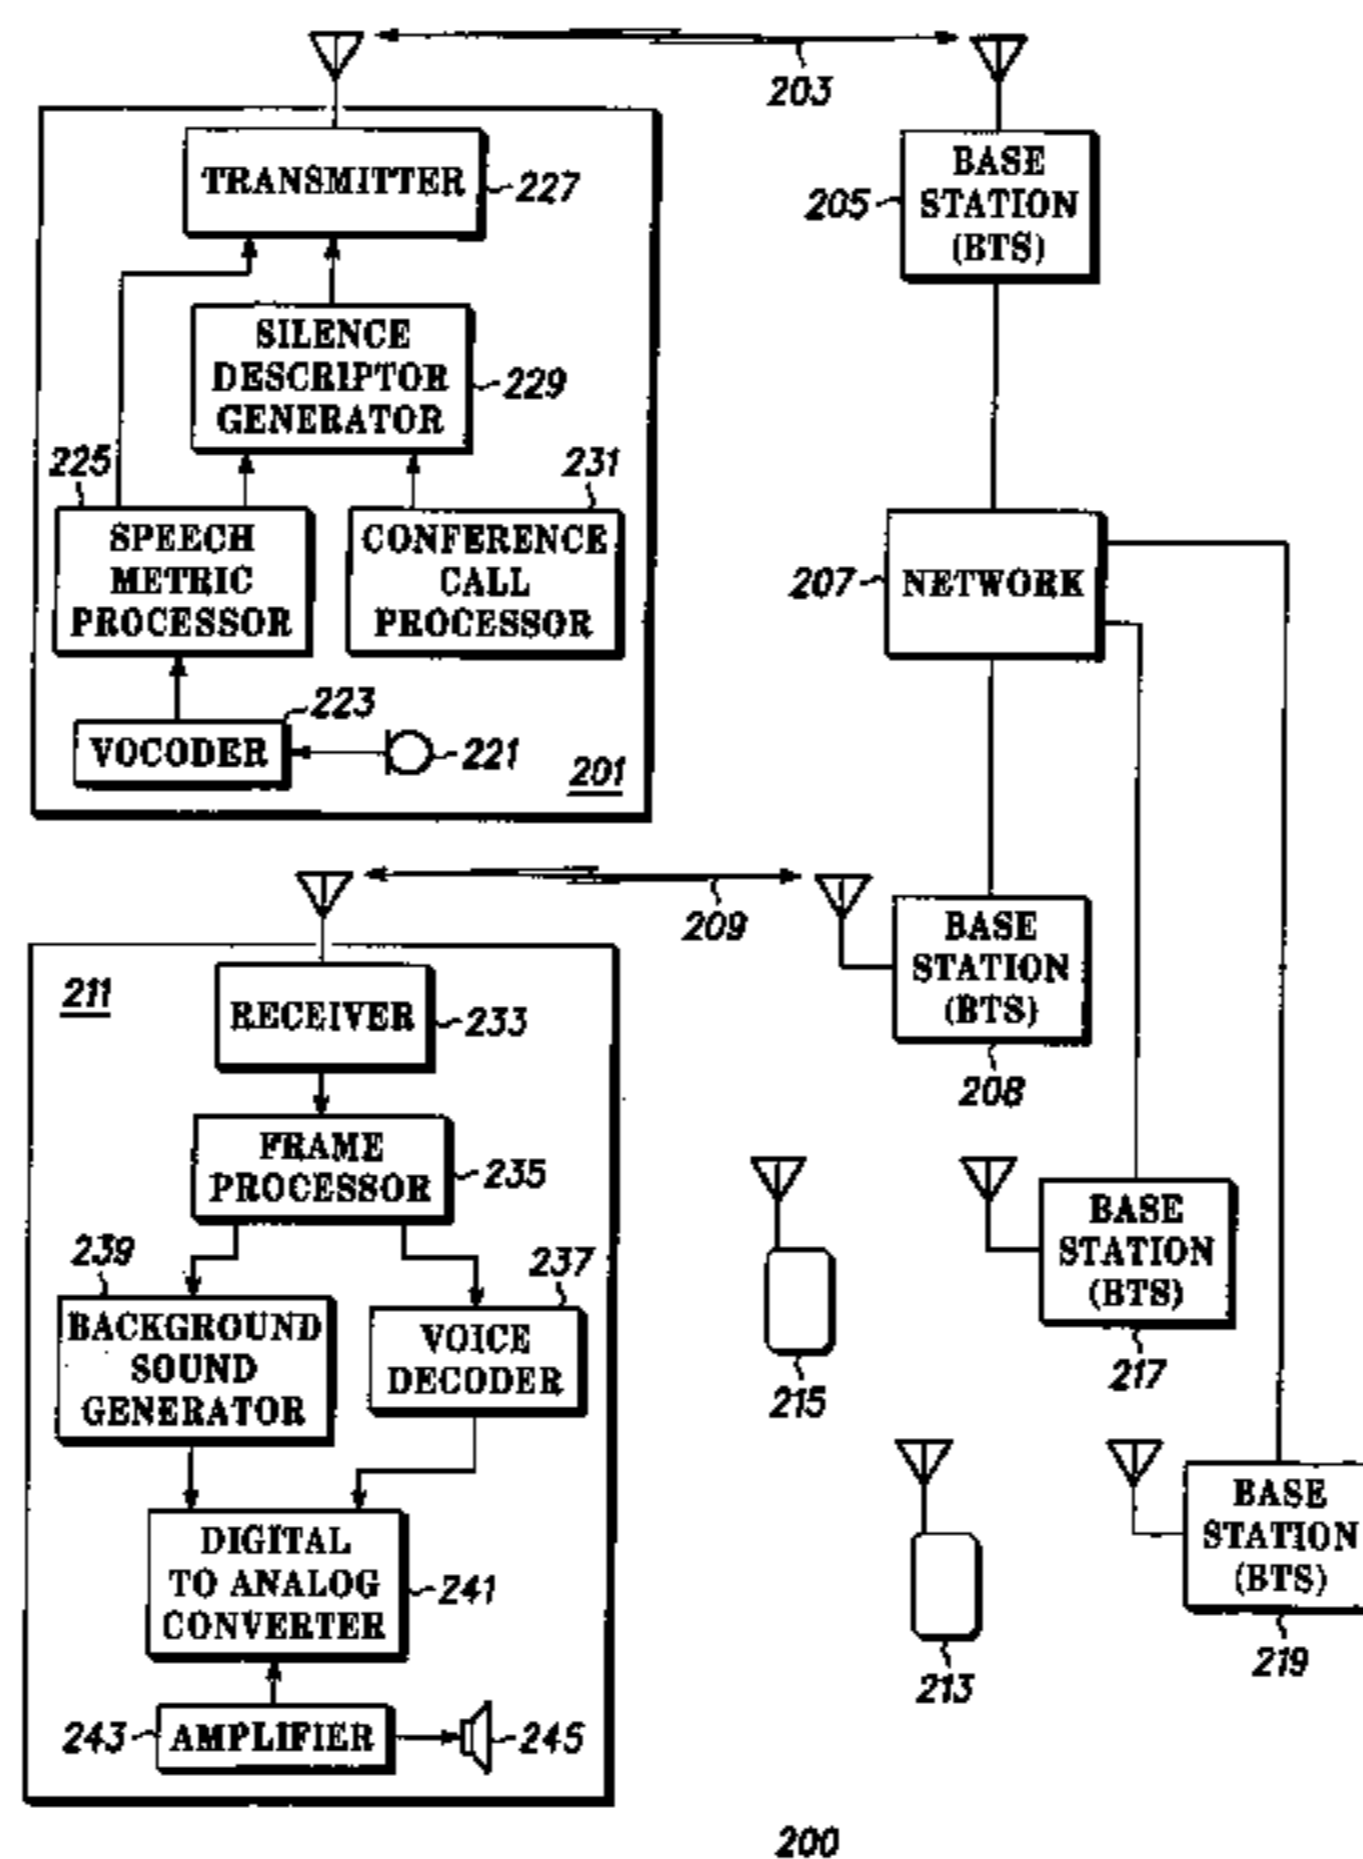 203
TRANSMITTER
227
BASE
STATION
(BTS)
205
SILENCE
DESCRIPTOR
GENERATOR
229
225
231
SPEECH
METRIC
PROCESSOR
CONFERENCE
CALL
PROCESSOR
207
NETWORK
223
VOCODER
221
201
209
BASE
STATION
(BTS)
208
211
RECEIVER
233
FRAME
PROCESSOR
235
239
237
BACKGROUND
SOUND
GENERATOR
VOICE
DECODER
215
BASE
STATION
(BTS)
217
DIGITAL
TO ANALOG
CONVERTER
241
213
BASE
STATION
(BTS)
219
243
AMPLIFIER
245
200